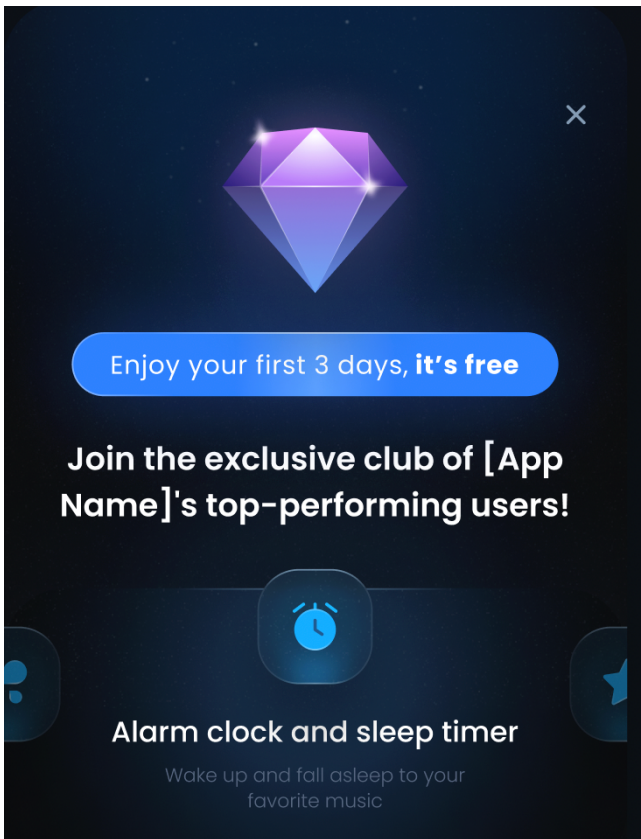 Enjoy your first 3 days, it’s free
Join the exclusive club of [App
Name]'s top-performing users!
Alarm clock and sleep timer
Wake up and fall asleep to your
favorite music